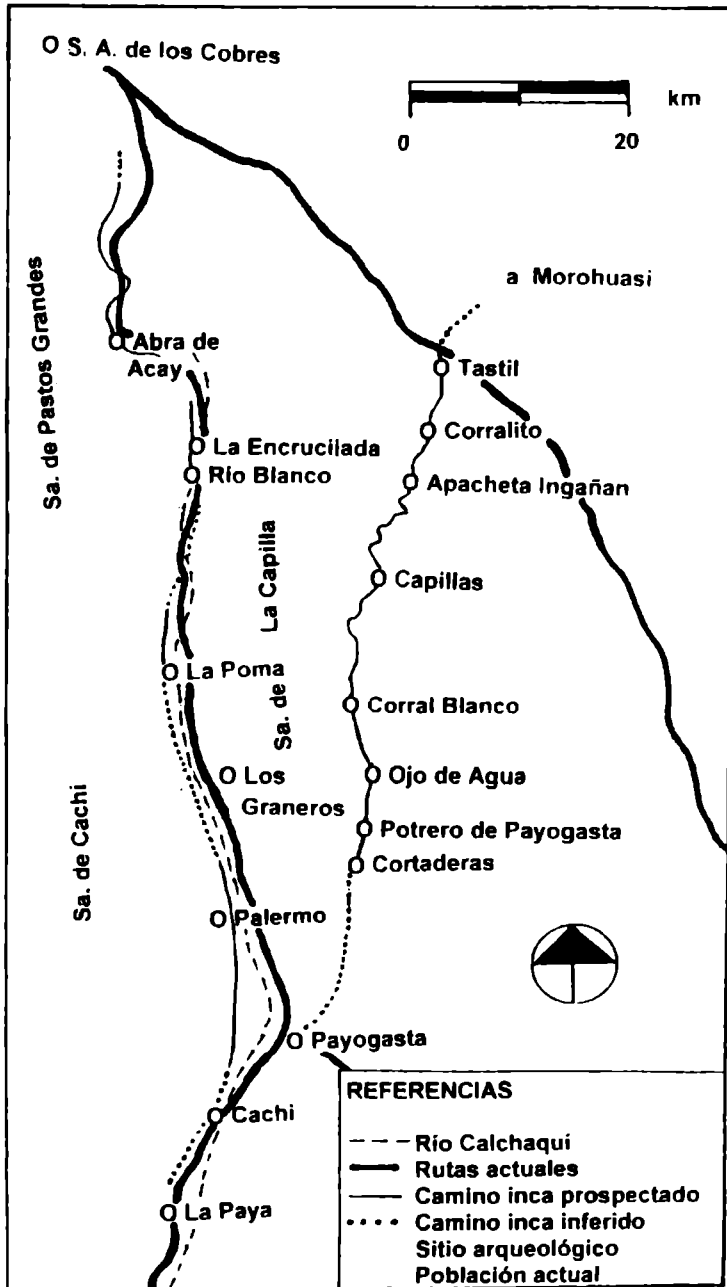 O S. A. de los Cobres
km
0 20
a Morohuasi
Sa. de Pastos Grandes
Abra de
Acay
Tastil
Corralito
La Encrucilada
Río Blanco
Apacheta Ingañan
Sa. de La Capilla
Capillas
La Poma
Corral Blanco
Los
Graneros
Ojo de Agua
Potrero de Payogasta
Cortaderas
Sa. de Cachi
Palermo
Payogasta
Cachi
La Paya
REFERENCIAS
Río Calchaquí
Rutas actuales
Camino inca prospectado
Camino inca inferido
Sitio arqueológico
Población actual